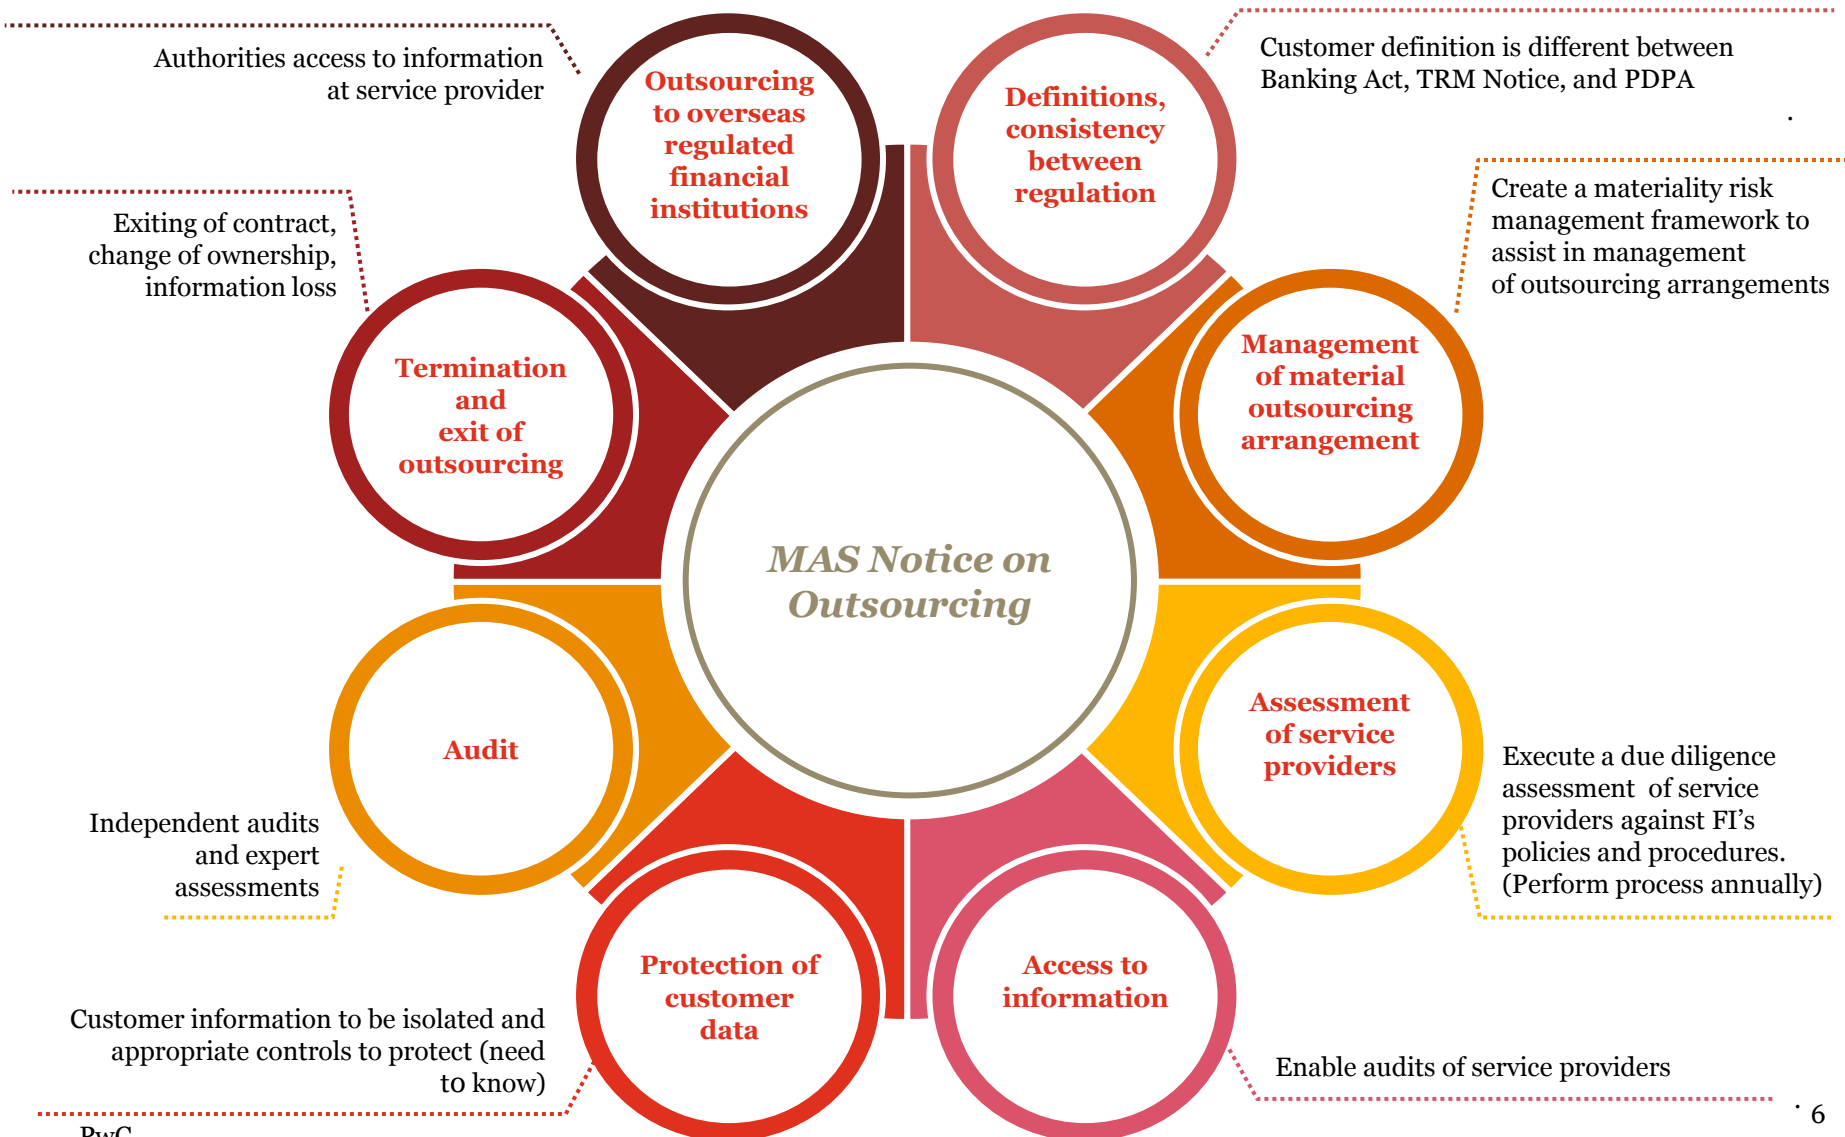 Authorities access to information
at service provider
Outsourcing
to overseas
regulated
financial
institutions
Definitions,
consistency
between
regulation
Customer definition is different between
Banking Act, TRM Notice, and PDPA
.
Exiting of contract,
change of ownership,
information loss
Termination
and
exit of
outsourcing
Management
of material
outsourcing
arrangement
Create a materiality risk
management framework to
assist in management
of outsourcing arrangements
MAS Notice on
Outsourcing
Audit
Independent audits
and expert
assessments
Assessment
of service
providers
Execute a due diligence
assessment  of service
providers against FI’s
policies and procedures.
(Perform process annually)
Protection of
customer
data
Customer information to be isolated and
appropriate controls to protect (need
to know)
Access to
information
Enable audits of service providers
.
6
PwC